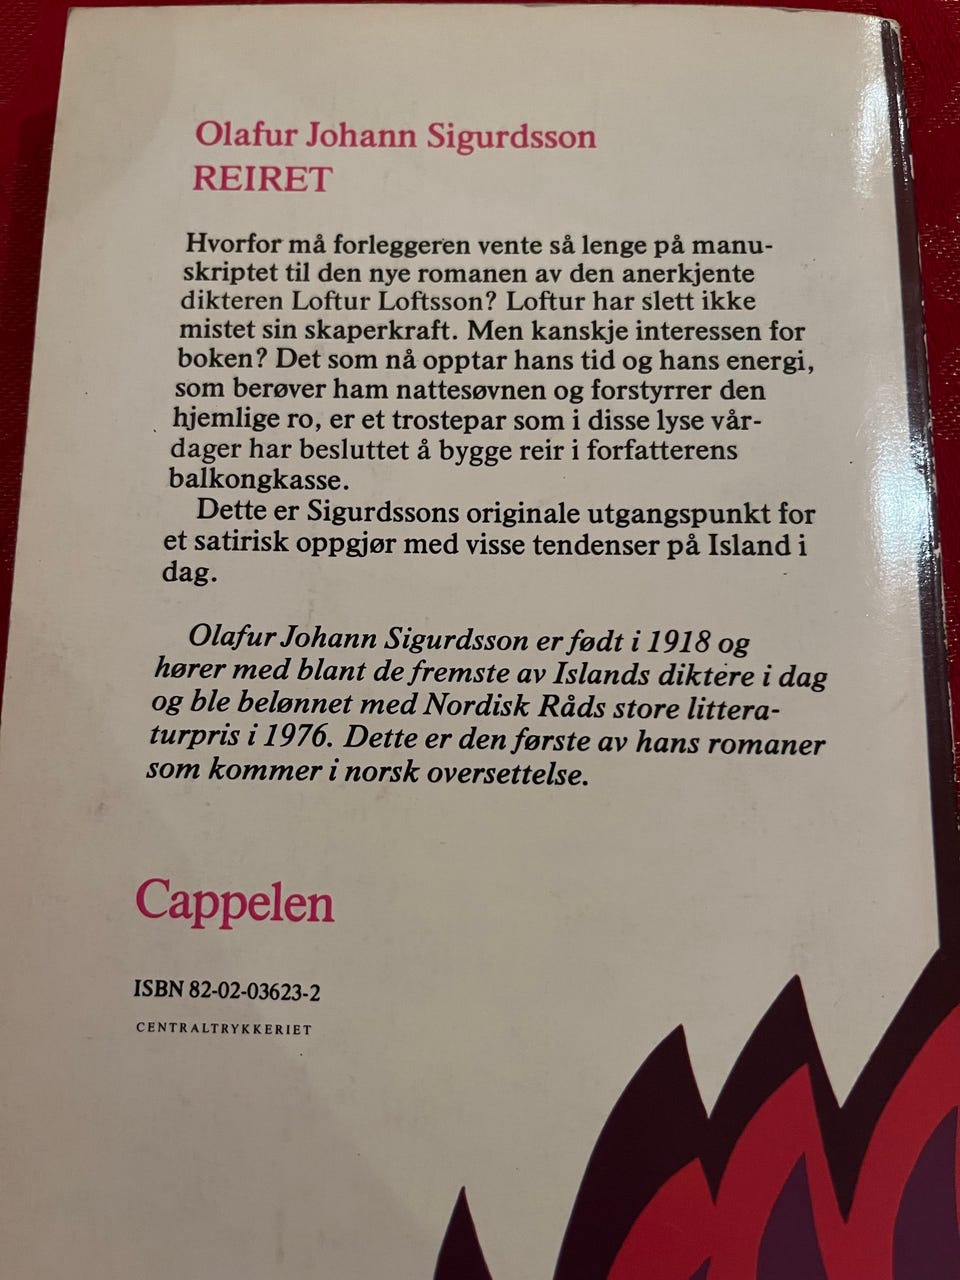 Olafur Johann Sigurdsson
REIRET
Hvorfor må forleggeren vente så lenge på manu-
skriptet til den nye romanen av den anerkjente
dikteren Loftur Loftsson? Loftur har slett ikke
mistet sin skaperkraft. Men kanskje interessen for
boken? Det som nå opptar hans tid og hans energi,
som berøver ham nattesøvnen og forstyrrer den
hjemlige ro, er et trostepar som i disse lyse vår-
dager har besluttet å bygge reir i forfatterens
balkongkasse.
Dette er Sigurdssons originale utgangspunkt for
et satirisk oppgjør med visse tendenser på Island i
dag.
Olafur Johann Sigurdsson er født i 1918 og
hører med blant de fremste av Islands diktere i dag
og ble belønnet med Nordisk Råds store littera-
turpris i 1976. Dette er den første av hans romaner
som kommer i norsk oversettelse.
Cappelen
ISBN 82-02-03623-2
CENTRALTRYKKERIET